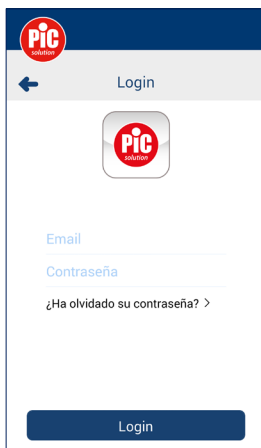 PiC
solution
Login
PiC
solution
Email
Contraseña
¿Ha olvidado su contraseña? >
Login